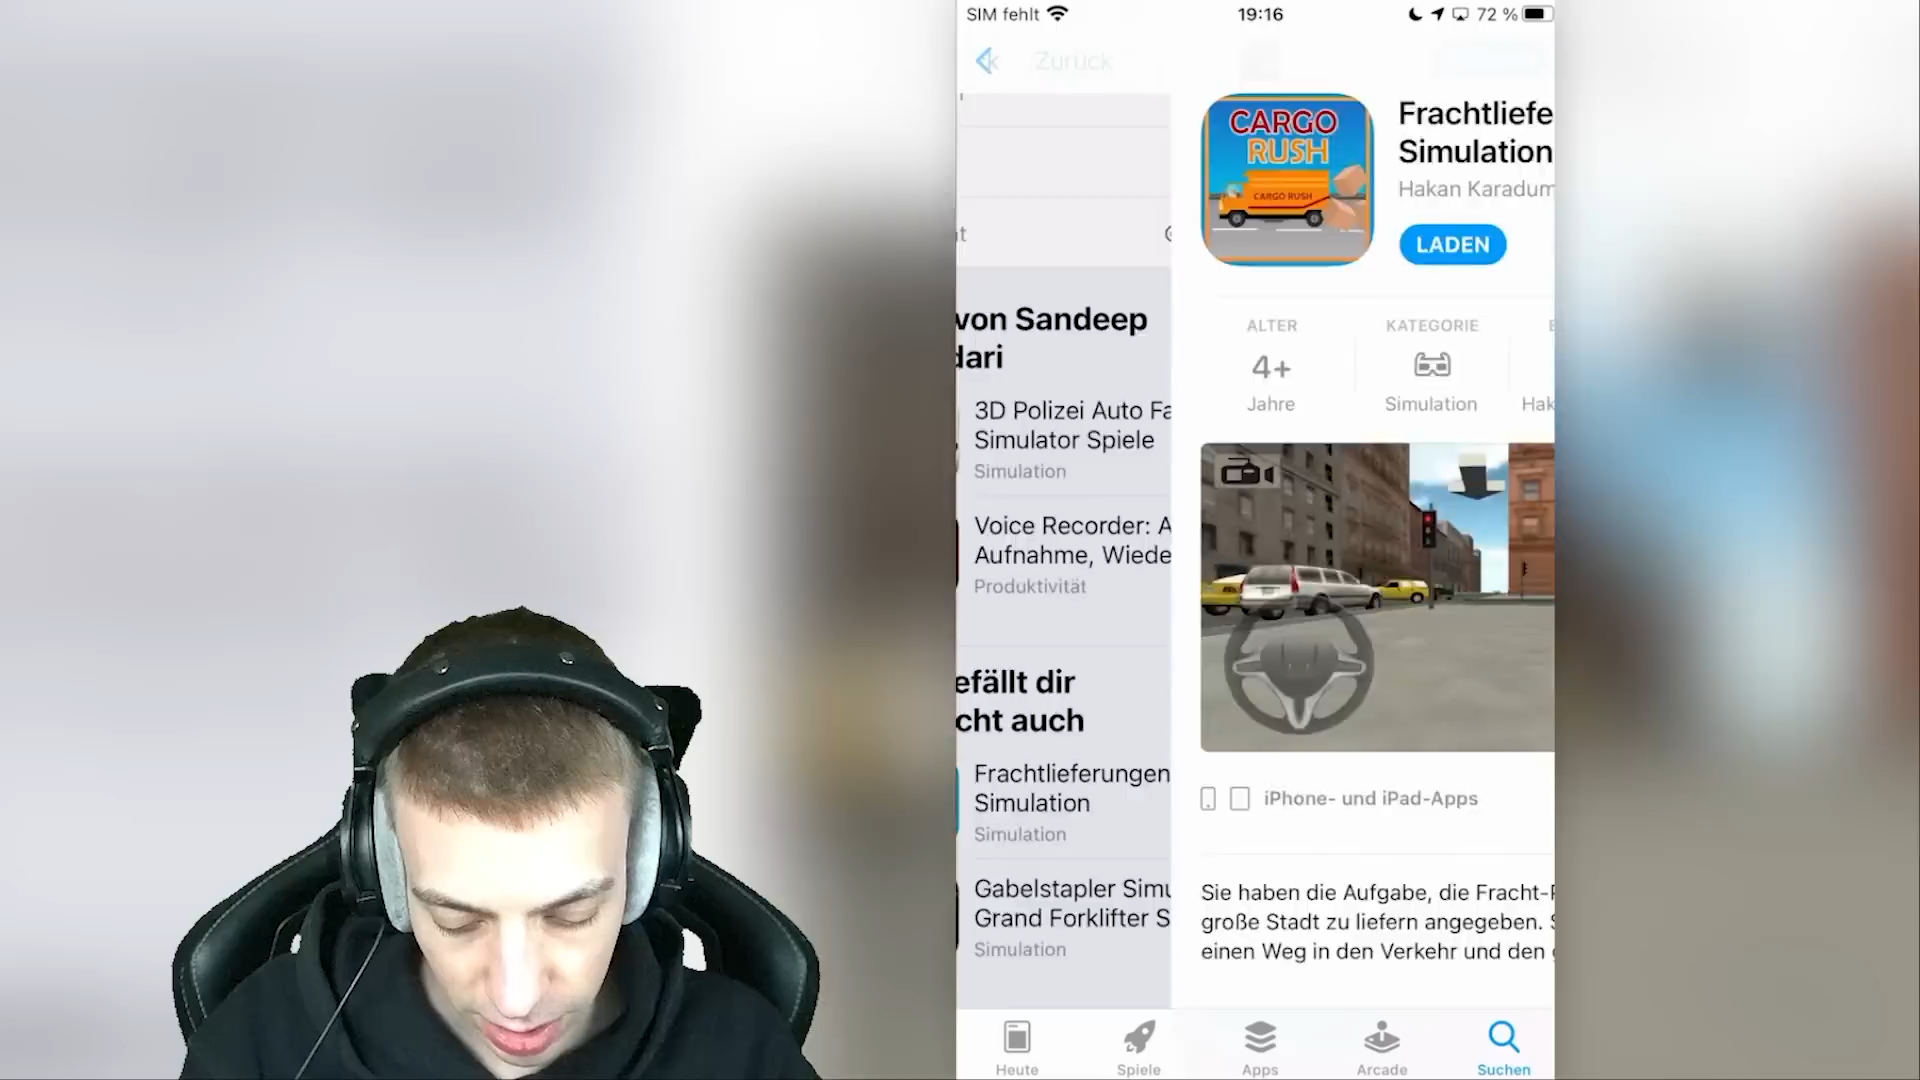 SIM fehlt
19:16
72 %
Zurück
von Sandeep
dari
3D Polizei Auto Fa
Simulator Spiele
Simulation
Voice Recorder: A
Aufnahme, Wiede
Produktivität
efällt dir
cht auch
Frachtlieferungen
Simulation
Simulation
Gabelstapler Simu
Grand Forklifter S
Simulation
CARGO
RUSH
CARGO RUSH
Frachtliefe
Simulation
Hakan Karadum
LADEN
ALTER
4+
Jahre
KATEGORIE
Simulation
Hak
iPhone- und iPad-Apps
Sie haben die Aufgabe, die Fracht-
große Stadt zu liefern angegeben.
einen Weg in den Verkehr und den
Heute
Spiele
Apps
Arcade
Suchen